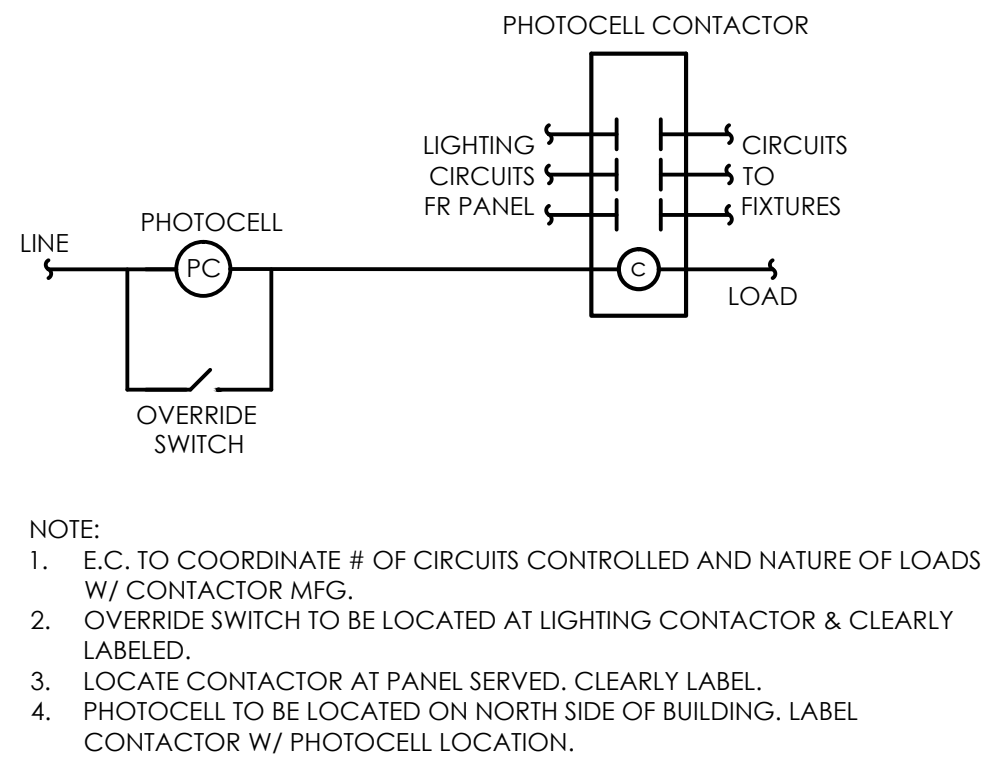 PHOTOCELL CONTACTOR
LIGHTING
CIRCUITS
FR PANEL
CIRCUITS
TO
FIXTURES
PHOTOCELL
LINE
PC
C
LOAD
OVERRIDE
SWITCH
NOTE:
1. E.C. TO COORDINATE # OF CIRCUITS CONTROLLED AND NATURE OF LOADS
W/ CONTACTOR MFG.
2. OVERRIDE SWITCH TO BE LOCATED AT LIGHTING CONTACTOR & CLEARLY
LABELED.
3. LOCATE CONTACTOR AT PANEL SERVED. CLEARLY LABEL.
4. PHOTOCELL TO BE LOCATED ON NORTH SIDE OF BUILDING. LABEL
CONTACTOR W/ PHOTOCELL LOCATION.